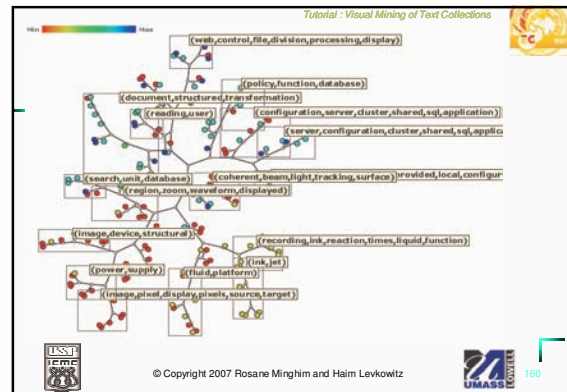 Tutorial : Visual Mining of Text Collections
Min Max
(web,control,file,division,processing,display)
(policy,function,database)
(document,structured,transformation)
(reading,user)
(configuration,server,cluster,shared,sql,application)
(server,configuration,cluster,shared,sql,applica
(search,unit,database)
(coherent,beam,light,tracking,surface)
provided,local,configur
(region,zoom,waveform,displayed)
(image,device,structural)
(recording,ink,reaction,times,liquid,function)
(ink,jet)
(power,supply)
(fluid,platform)
(image,pixel,display,pixels,source,target)
© Copyright 2007 Rosane Minghim and Haim Levkowitz
UMASS
LOWELL
160